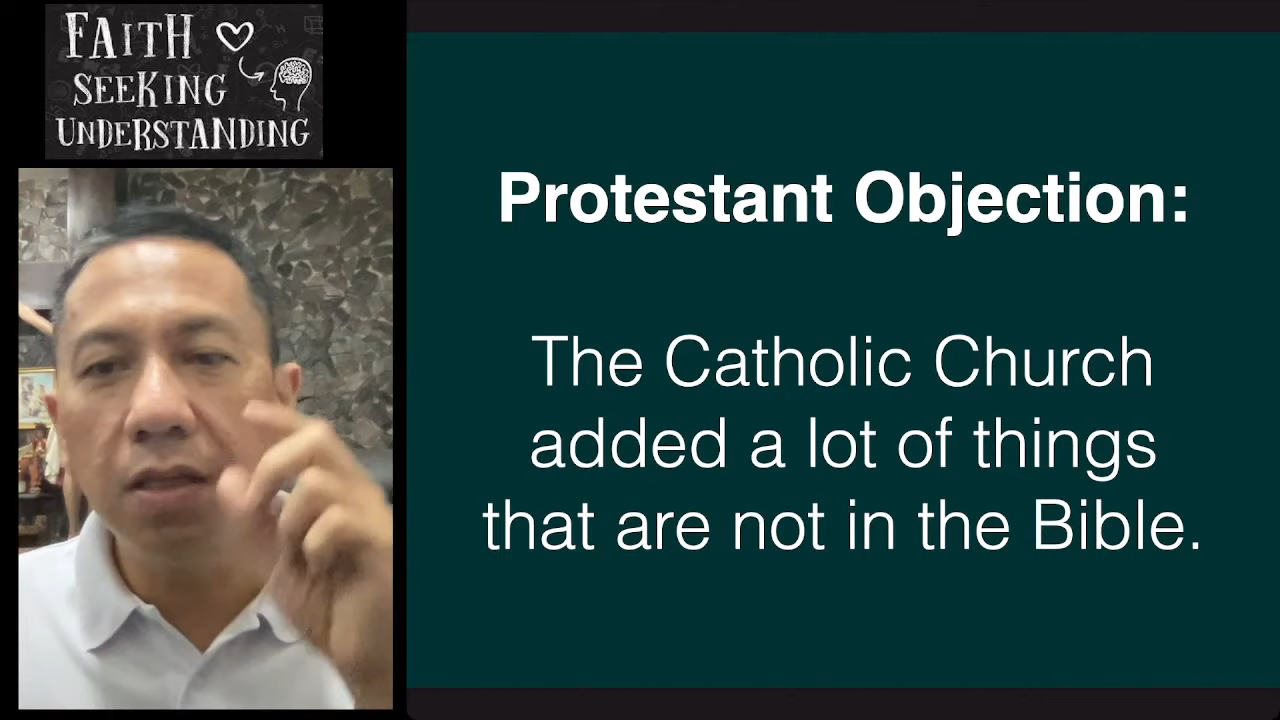 FAITH
SEEKING
UNDERSTANDING
Protestant Objection:
The Catholic Church
added a lot of things
that are not in the Bible.